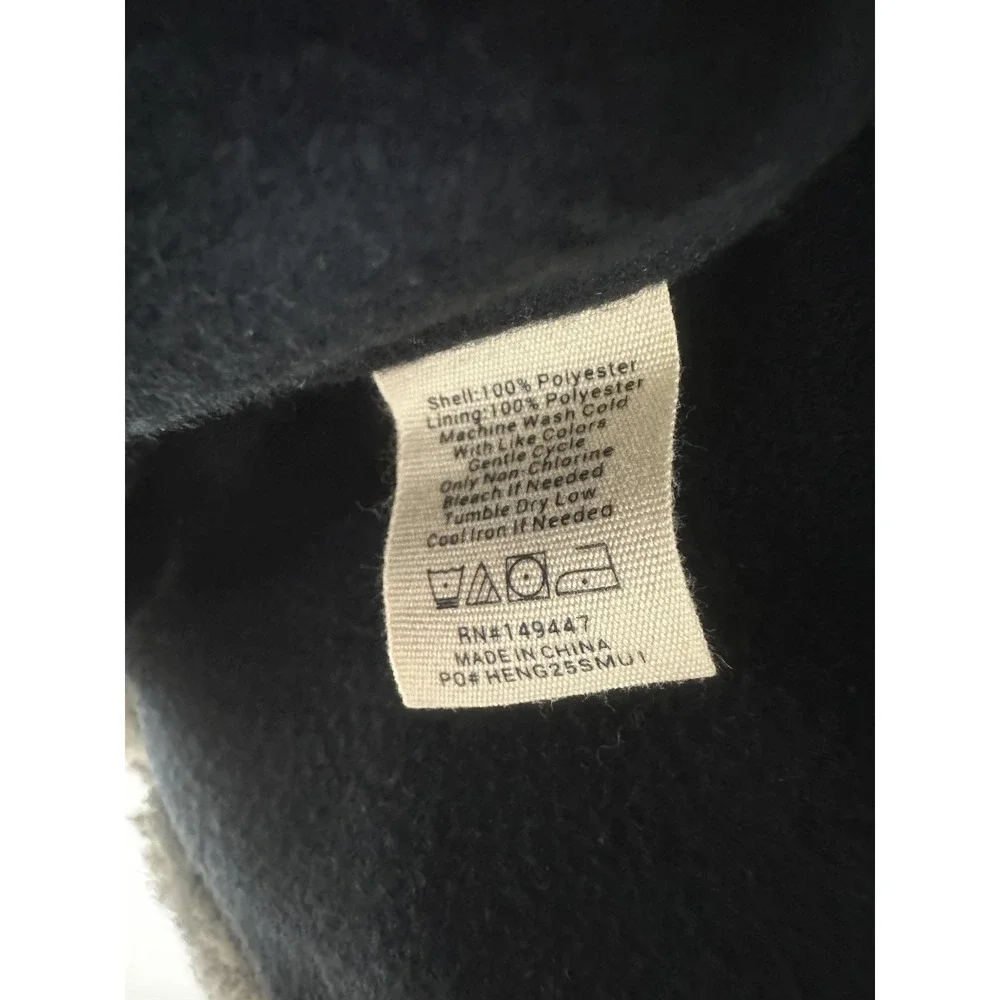 Shell:100% Polyester
Lining:100% Polyester
Machine Wash Cold
With Like Colors
Gentle Cycle
Only Non-Chlorine
Bleach If Needed
Tumble Dry Low
Cool Iron If Needed
RN#149447
MADE IN CHINA
PO# HENG25SMU1